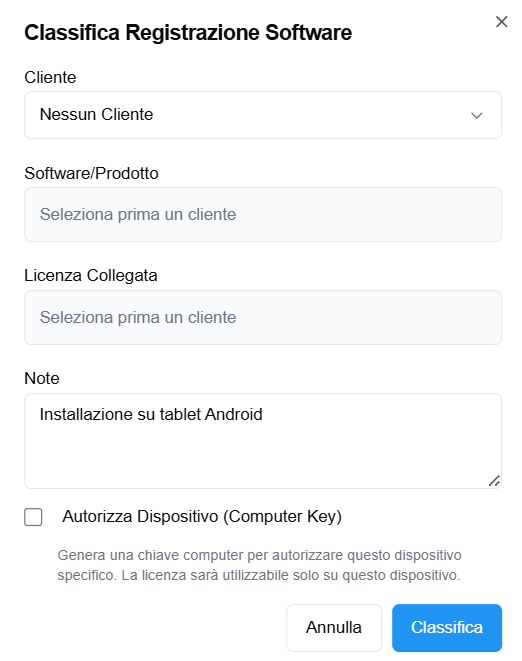 Classifica Registrazione Software
Cliente
Nessun Cliente
Software/Prodotto
Seleziona prima un cliente
Licenza Collegata
Seleziona prima un cliente
Note
Installazione su tablet Android
Autorizza Dispositivo (Computer Key)
Genera una chiave computer per autorizzare questo dispositivo
specifico. La licenza sarà utilizzabile solo su questo dispositivo.
Annulla
Classifica